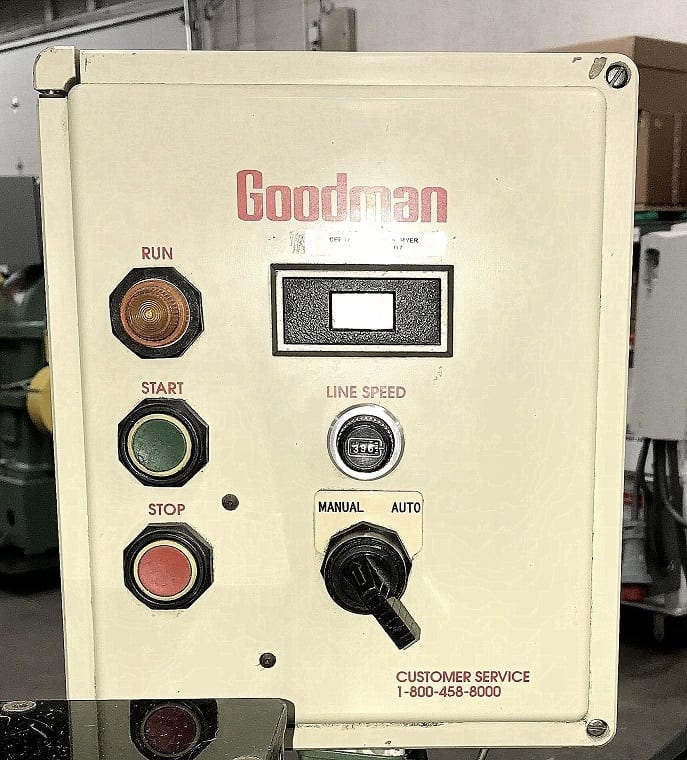 Goodman
RUN
START
LINE SPEED
STOP
MANUAL AUTO
CUSTOMER SERVICE
1-800-458-8000